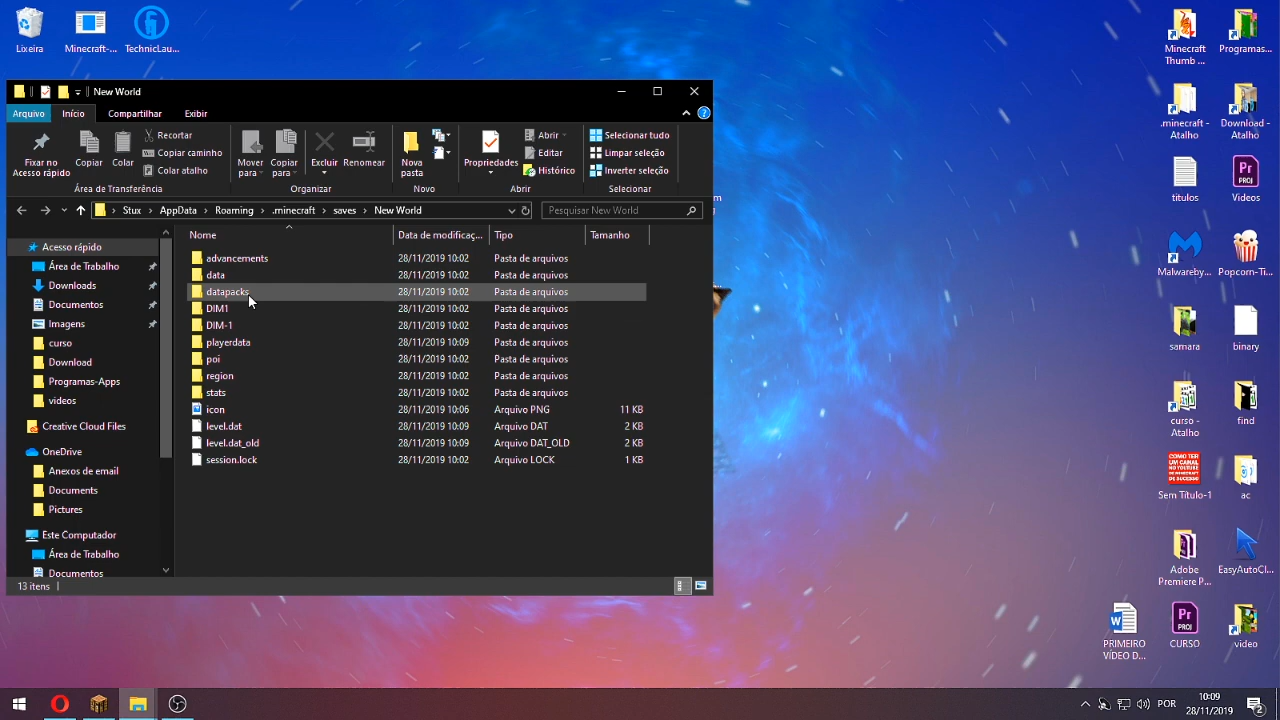 Lixeira
Minecraft-...
TechnicLau...
Minecraft
Thumb ...
Programas...
New World
Arquivo
Início
Compartilhar
Exibir
Fixar no
Acesso rápido
Copiar
Colar
Recortar
Copiar caminho
Colar atalho
Área de Transferência
Mover
para
Copiar
para
Excluir
Renomear
Organizar
Nova
pasta
Novo
Propriedades
Abrir
Editar
Histórico
Abrir
Selecionar tudo
Limpar seleção
Inverter seleção
Selecionar
Stux > AppData > Roaming > .minecraft > saves > New World
Pesquisar New World
Acesso rápido
Área de Trabalho
Downloads
Documentos
Imagens
curso
Download
Programas-Apps
videos
Creative Cloud Files
OneDrive
Anexos de email
Documents
Pictures
Este Computador
Área de Trabalho
Documentos
Nome Data de modificaç... Tipo Tamanho
advancements 28/11/2019 10:02 Pasta de arquivos
data 28/11/2019 10:02 Pasta de arquivos
datapacks 28/11/2019 10:02 Pasta de arquivos
DIM1 28/11/2019 10:02 Pasta de arquivos
DIM-1 28/11/2019 10:02 Pasta de arquivos
playerdata 28/11/2019 10:09 Pasta de arquivos
poi 28/11/2019 10:02 Pasta de arquivos
region 28/11/2019 10:02 Pasta de arquivos
stats 28/11/2019 10:02 Pasta de arquivos
icon 28/11/2019 10:06 Arquivo PNG 11 KB
level.dat 28/11/2019 10:09 Arquivo DAT 2 KB
level.dat_old 28/11/2019 10:09 Arquivo DAT_OLD 2 KB
session.lock 28/11/2019 10:02 Arquivo LOCK 1 KB
13 itens
.minecraft -
Atalho
Download -
Atalho
titulos
Pr
PROJ
Videos
Malwareby...
Popcorn-Ti...
samara
binary
curso -
Atalho
find
COMO TER
UM CANAL
NO YOUTUBE
DE MINECRAFT
DE SUCESSO
Sem Título-1
ac
Adobe
Premiere P...
EasyAutoCl...
PRIMEIRO
VÍDEO D...
Pr
PROJ
CURSO
video
POR
10:09
28/11/2019
2